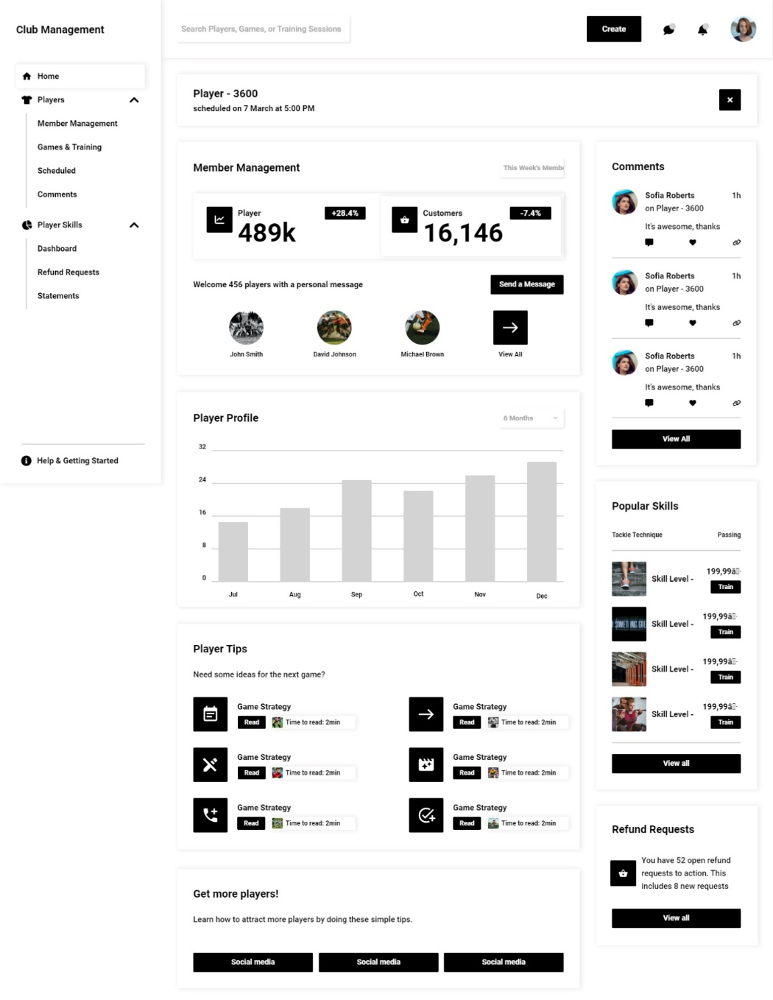 Club Management
Search Players, Games, or Training Sessions
Create
Home
Players
Member Management
Games & Training
Scheduled
Comments
Player Skills
Dashboard
Refund Requests
Statements
Help & Getting Started
Player - 3600
scheduled on 7 March at 5:00 PM
Member Management
This Week's Membe
Player
+28.4%
489k
Customers
-7.4%
16,146
Welcome 456 players with a personal message
Send a Message
John Smith
David Johnson
Michael Brown
View All
Player Profile
6 Months
32
24
16
8
0
Jul
Aug
Sep
Oct
Nov
Dec
Player Tips
Need some ideas for the next game?
Game Strategy
Read
Time to read: 2min
Game Strategy
Read
Time to read: 2min
Game Strategy
Read
Time to read: 2min
Game Strategy
Read
Time to read: 2min
Game Strategy
Read
Time to read: 2min
Game Strategy
Read
Time to read: 2min
Get more players!
Learn how to attract more players by doing these simple tips.
Social media
Social media
Social media
Comments
Sofia Roberts
1h
on Player - 3600
It's awesome, thanks
Sofia Roberts
1h
on Player - 3600
It's awesome, thanks
Sofia Roberts
1h
on Player - 3600
It's awesome, thanks
View All
Popular Skills
Tackle Technique
Passing
Skill Level -
199,99â
Train
Skill Level -
199,99â
Train
Skill Level -
199,99â
Train
Skill Level -
199,99â
Train
View all
Refund Requests
You have 52 open refund
requests to action. This
includes 8 new requests
View all